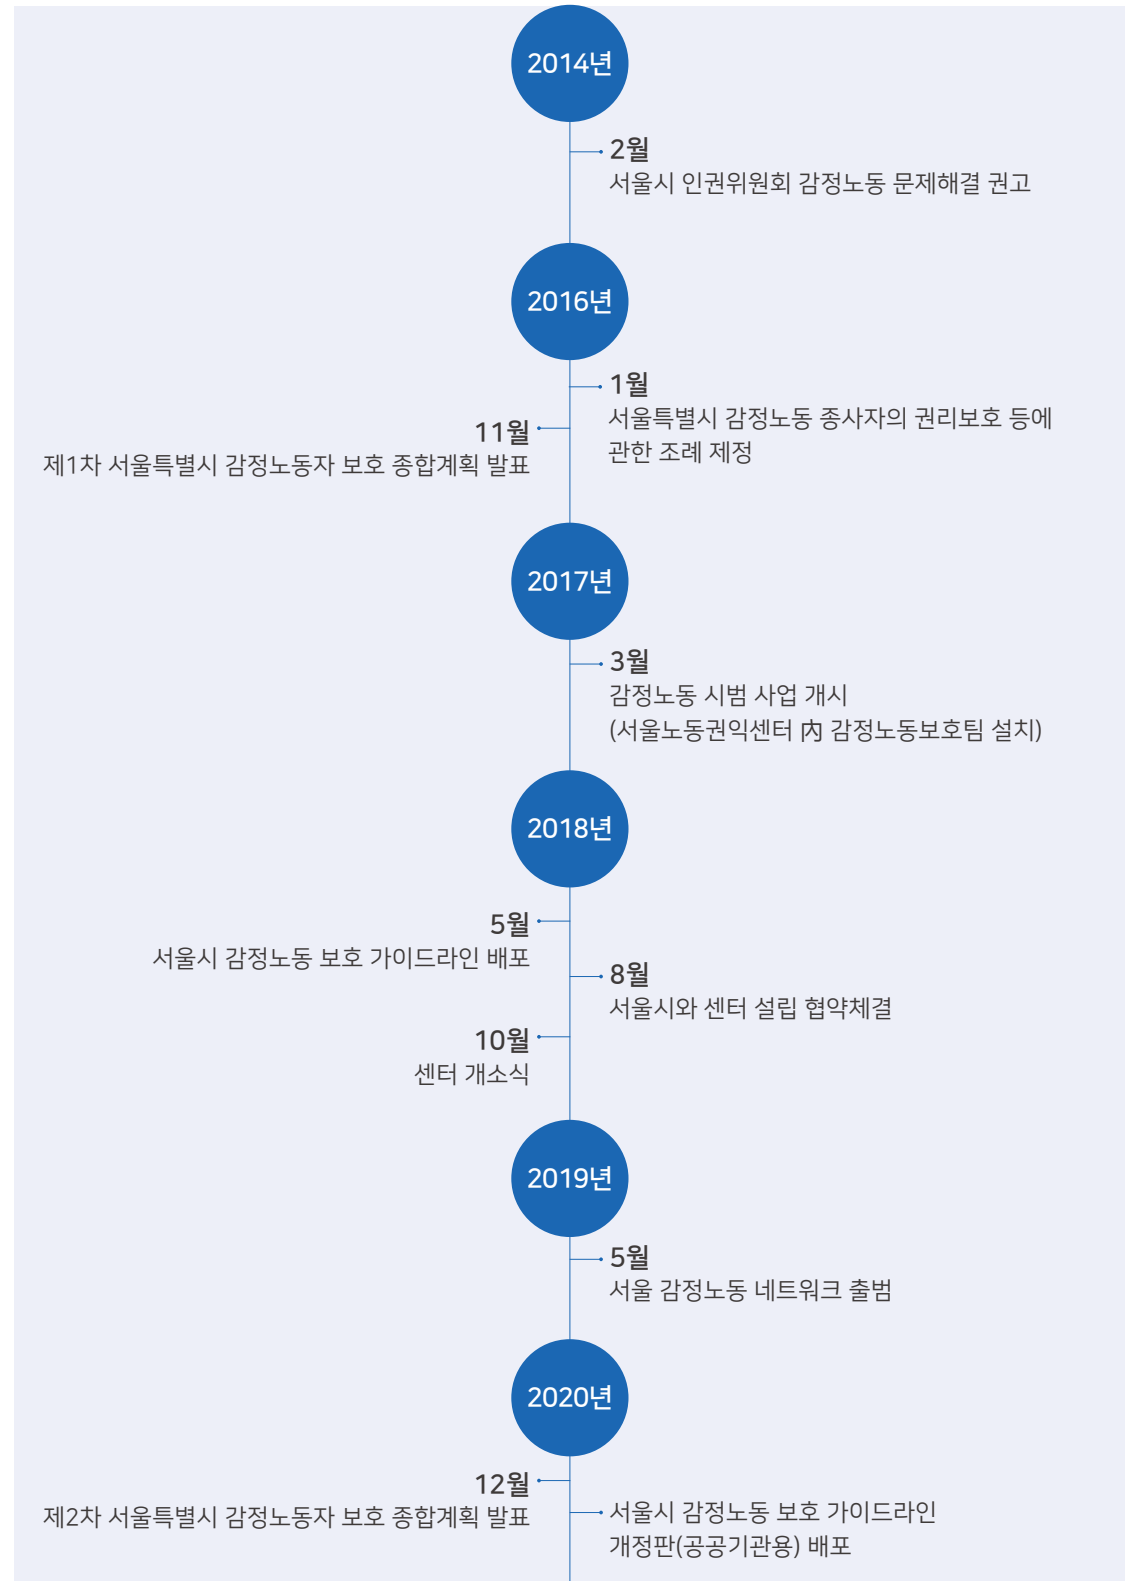 2014년
2월
서울시 인권위원회 감정노동 문제해결 권고
2016년
1월
서울특별시 감정노동 종사자의 권리보호 등에
관한 조례 제정
11월
제1차 서울특별시 감정노동자 보호 종합계획 발표
2017년
3월
감정노동 시범 사업 개시
(서울노동권익센터 內 감정노동보호팀 설치)
2018년
5월
서울시 감정노동 보호 가이드라인 배포
8월
서울시와 센터 설립 협약체결
10월
센터 개소식
2019년
5월
서울 감정노동 네트워크 출범
2020년
12월
제2차 서울특별시 감정노동자 보호 종합계획 발표
서울시 감정노동 보호 가이드라인
개정판(공공기관용) 배포